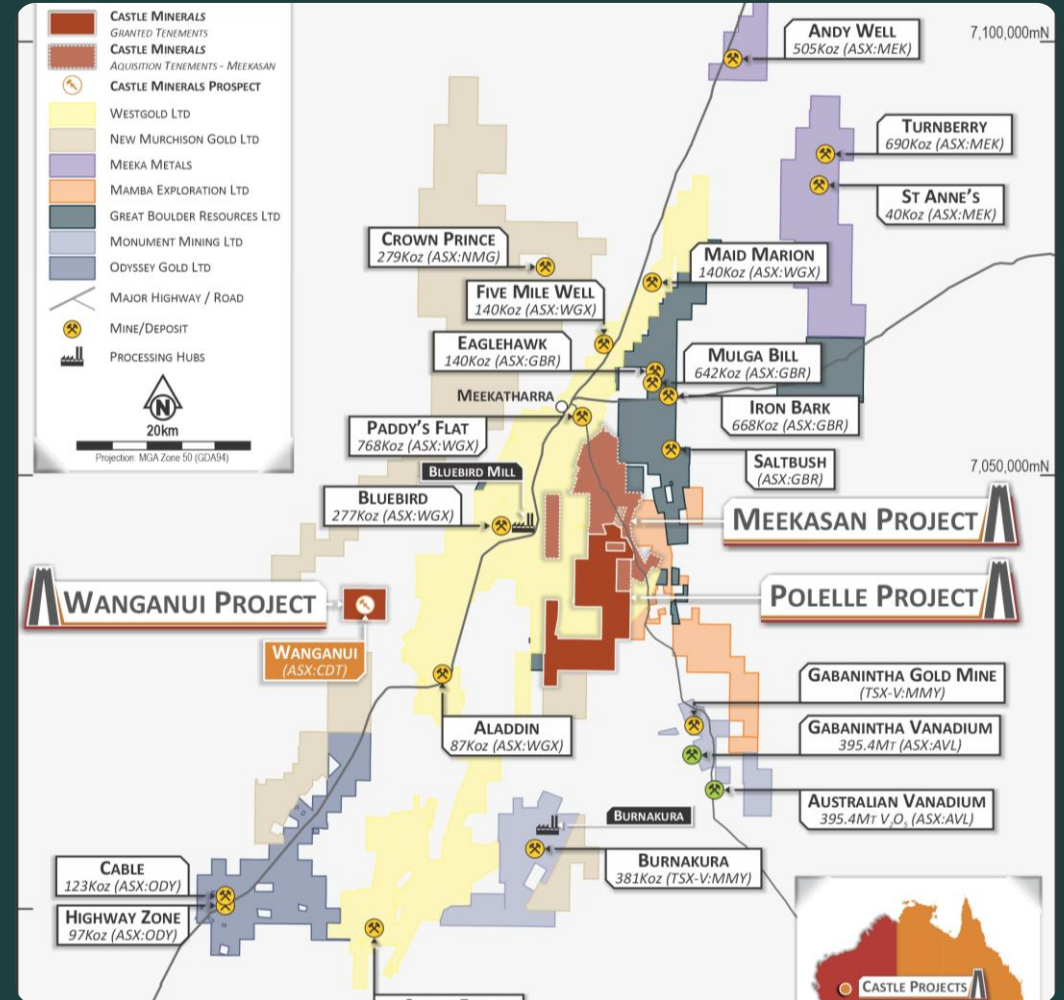 CASTLE MINERALS
GRANTED TENEMENTS
CASTLE MINERALS
AQUISITION TENEMENTS - MEEKASAN
CASTLE MINERALS PROSPECT
WESTGOLD LTD
NEW MURCHISON GOLD LTD
MEEKA METALS
MAMBA EXPLORATION LTD
GREAT BOULDER RESOURCES LTD
MONUMENT MINING LTD
ODYSSEY GOLD LTD
MAJOR HIGHWAY / ROAD
MINE/DEPOSIT
PROCESSING HUBS
N
20km
Projection: MGA Zone 50 (GDA94)
ANDY WELL
505Koz (ASX:MEK)
7,100,000mN
TURNBERRY
690Koz (ASX:MEK)
ST ANNE'S
40Koz (ASX:MEK)
CROWN PRINCE
279Koz (ASX:NMG)
MAID MARION
140Koz (ASX:WGX)
FIVE MILE WELL
140Koz (ASX:WGX)
EAGLEHAWK
140Koz (ASX:GBR)
MULGA BILL
642Koz (ASX:GBR)
MEEKATHARRA
IRON BARK
668Koz (ASX:GBR)
PADDY'S FLAT
768Koz (ASX:WGX)
SALTBUSH
(ASX:GBR)
7,050,000mN
BLUEBIRD MILL
BLUEBIRD
277Koz (ASX:WGX)
MEEKASAN PROJECT
WANGANUI PROJECT
POLELLE PROJECT
WANGANUI
(ASX:CDT)
GABANINTHA GOLD MINE
(TSX-V:MMY)
ALADDIN
87Koz (ASX:WGX)
GABANINTHA VANADIUM
395.4MT (ASX:AVL)
AUSTRALIAN VANADIUM
395.4MT V₂O₅ (ASX:AVL)
BURNAKURA
BURNAKURA
381Koz (TSX-V:MMY)
CABLE
123Koz (ASX:ODY)
HIGHWAY ZONE
97Koz (ASX:ODY)
CASTLE PROJECTS